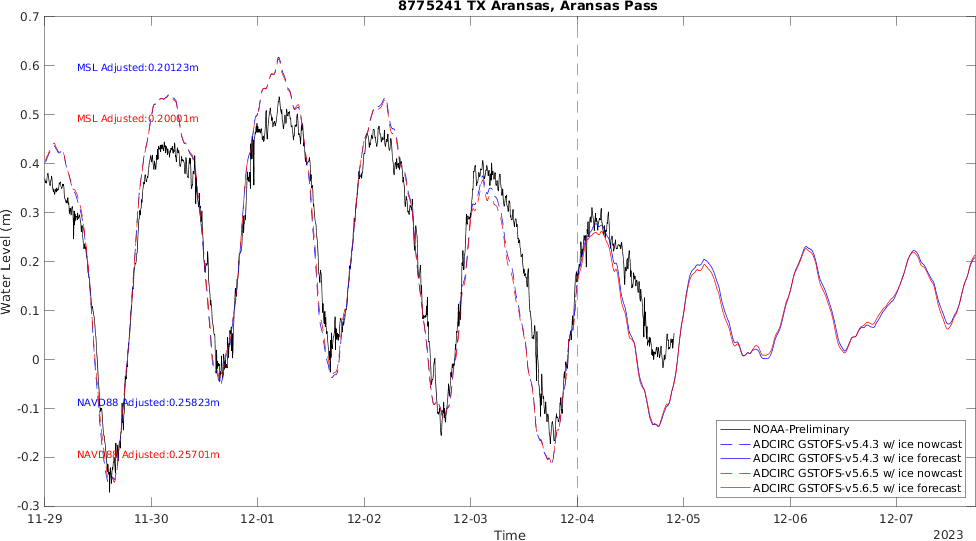 8775241 TX Aransas, Aransas Pass
0.7
0.6
0.5
0.4
0.3
0.2
0.1
0
-0.1
-0.2
-0.3
Water Level (m)
MSL Adjusted:0.20123m
MSL Adjusted:0.20001m
NAVD88 Adjusted:0.25823m
NAVD88 Adjusted:0.25701m
NOAA-Preliminary
ADCIRC GSTOFS-v5.4.3 w/ ice nowcast
ADCIRC GSTOFS-v5.4.3 w/ ice forecast
ADCIRC GSTOFS-v5.6.5 w/ ice nowcast
ADCIRC GSTOFS-v5.6.5 w/ ice forecast
11-29 11-30 12-01 12-02 12-03 12-04 12-05 12-06 12-07
Time
2023